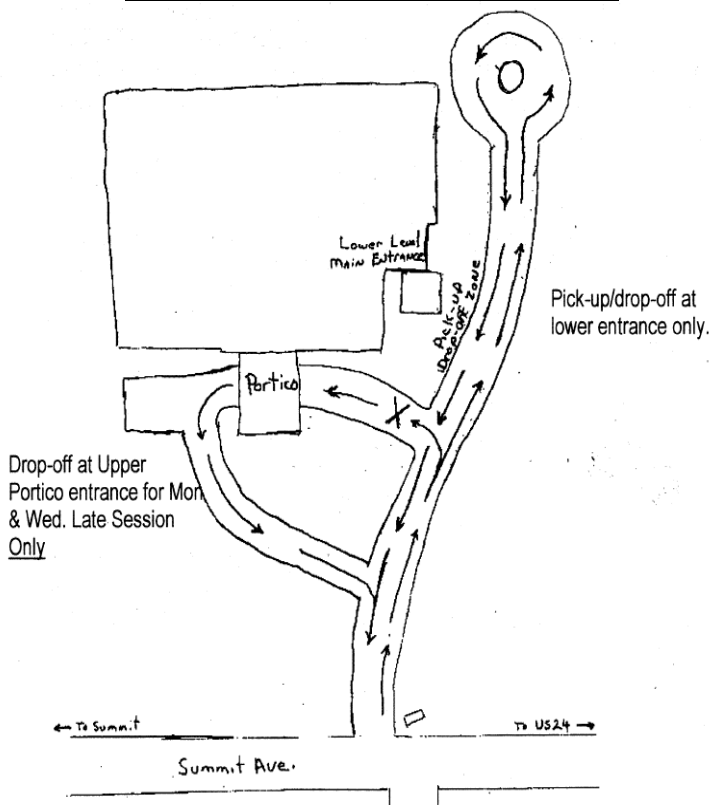 Lower Level
Main Entrance
Pick-up
Drop-off Zone
Pick-up/drop-off at
lower entrance only.
Portico
Drop-off at Upper
Portico entrance for Mon
& Wed. Late Session
Only
← To Summit
To US24 →
Summit Ave.